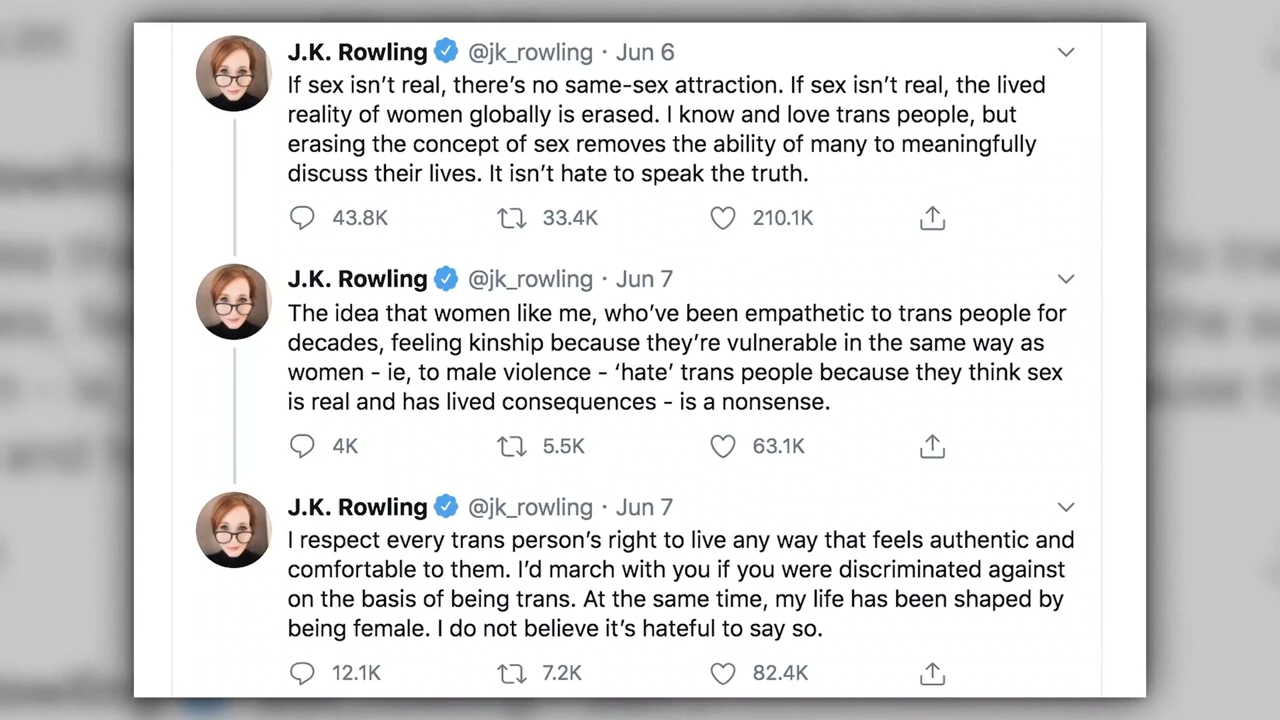 J.K. Rowling @jk_rowling · Jun 6
If sex isn’t real, there’s no same-sex attraction. If sex isn’t real, the lived
reality of women globally is erased. I know and love trans people, but
erasing the concept of sex removes the ability of many to meaningfully
discuss their lives. It isn’t hate to speak the truth.
43.8K 33.4K 210.1K
J.K. Rowling @jk_rowling · Jun 7
The idea that women like me, who’ve been empathetic to trans people for
decades, feeling kinship because they’re vulnerable in the same way as
women - ie, to male violence - ‘hate’ trans people because they think sex
is real and has lived consequences - is a nonsense.
4K 5.5K 63.1K
J.K. Rowling @jk_rowling · Jun 7
I respect every trans person’s right to live any way that feels authentic and
comfortable to them. I’d march with you if you were discriminated against
on the basis of being trans. At the same time, my life has been shaped by
being female. I do not believe it’s hateful to say so.
12.1K 7.2K 82.4K